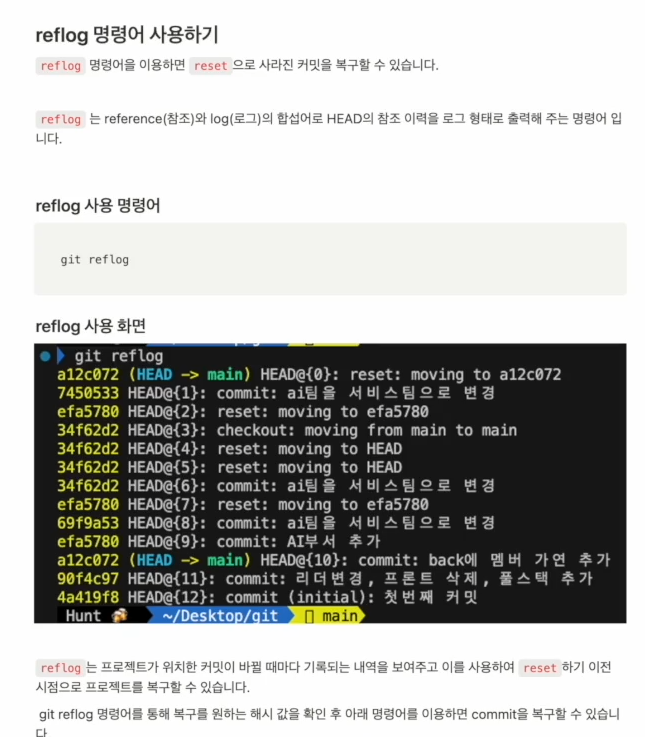 reflog 명령어 사용하기
reflog 명령어을 이용하면 reset으로 사라진 커밋을 복구할 수 있습니다.
reflog 는 reference(참조)와 log(로그)의 합섭어로 HEAD의 참조 이력을 로그 형태로 출력해 주는 명령어 입
니다.
reflog 사용 명령어
git reflog
reflog 사용 화면
git reflog
a12c072 (HEAD -> main) HEAD@{0}: reset: moving to a12c072
7450533 HEAD@{1}: commit: ai팀을 서비스팀으로 변경
efa5780 HEAD@{2}: reset: moving to efa5780
34f62d2 HEAD@{3}: checkout: moving from main to main
34f62d2 HEAD@{4}: reset: moving to HEAD
34f62d2 HEAD@{5}: reset: moving to HEAD
34f62d2 HEAD@{6}: commit: ai팀을 서비스팀으로 변경
efa5780 HEAD@{7}: reset: moving to efa5780
69f9a53 HEAD@{8}: commit: ai팀을 서비스팀으로 변경
efa5780 HEAD@{9}: commit: AI부서 추가
a12c072 (HEAD -> main) HEAD@{10}: commit: back에 멤버 가연 추가
90f4c97 HEAD@{11}: commit: 리더변경, 프론트 삭제, 풀스택 추가
4a419f8 HEAD@{12}: commit (initial): 첫번째 커밋
Hunt ~/Desktop/git main
reflog는 프로젝트가 위치한 커밋이 바뀔 때마다 기록되는 내역을 보여주고 이를 사용하여 reset하기 이전
시점으로 프로젝트를 복구할 수 있습니다.
git reflog 명령어를 통해 복구를 원하는 해시 값을 확인 후 아래 명령어를 이용하면 commit을 복구할 수 있습니
다